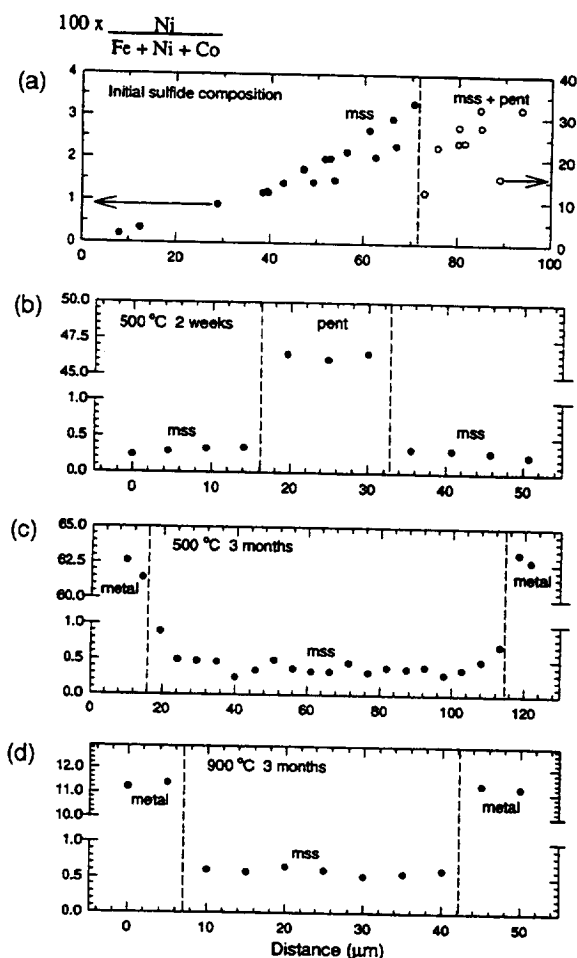 100 x Ni
Fe + Ni + Co
(a)
4
3
2
1
0
Initial sulfide composition
mss
mss + pent
40
30
20
10
0
0 20 40 60 80 100
(b)
50.0
47.5
45.0
1.0
0.5
0.0
500 °C 2 weeks
pent
mss
mss
0 10 20 30 40 50
(c)
65.0
62.5
60.0
1.0
0.5
0.0
500 °C 3 months
metal
metal
mss
0 20 40 60 80 100 120
(d)
12.0
11.0
10.0
1.0
0.5
0.0
900 °C 3 months
metal
metal
mss
0 10 20 30 40 50
Distance (μm)